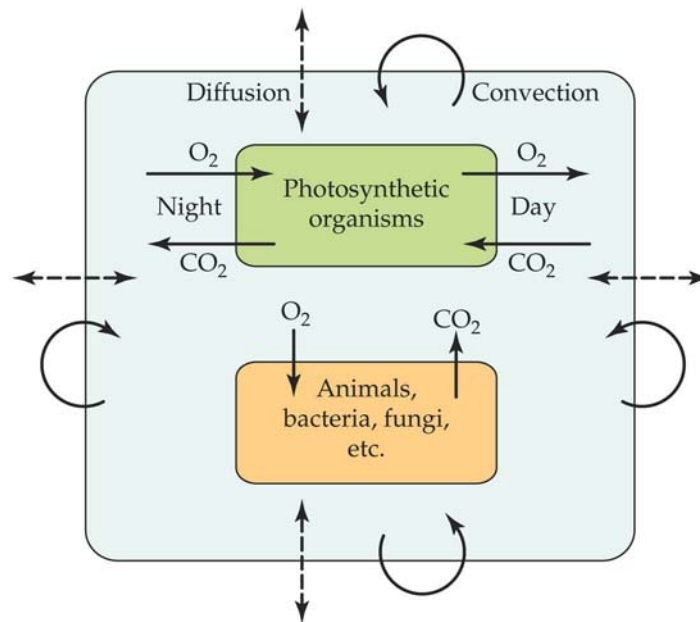 Diffusion
Convection
O₂
O₂
Photosynthetic
organisms
Night
Day
CO₂
CO₂
O₂
CO₂
Animals,
bacteria, fungi,
etc.